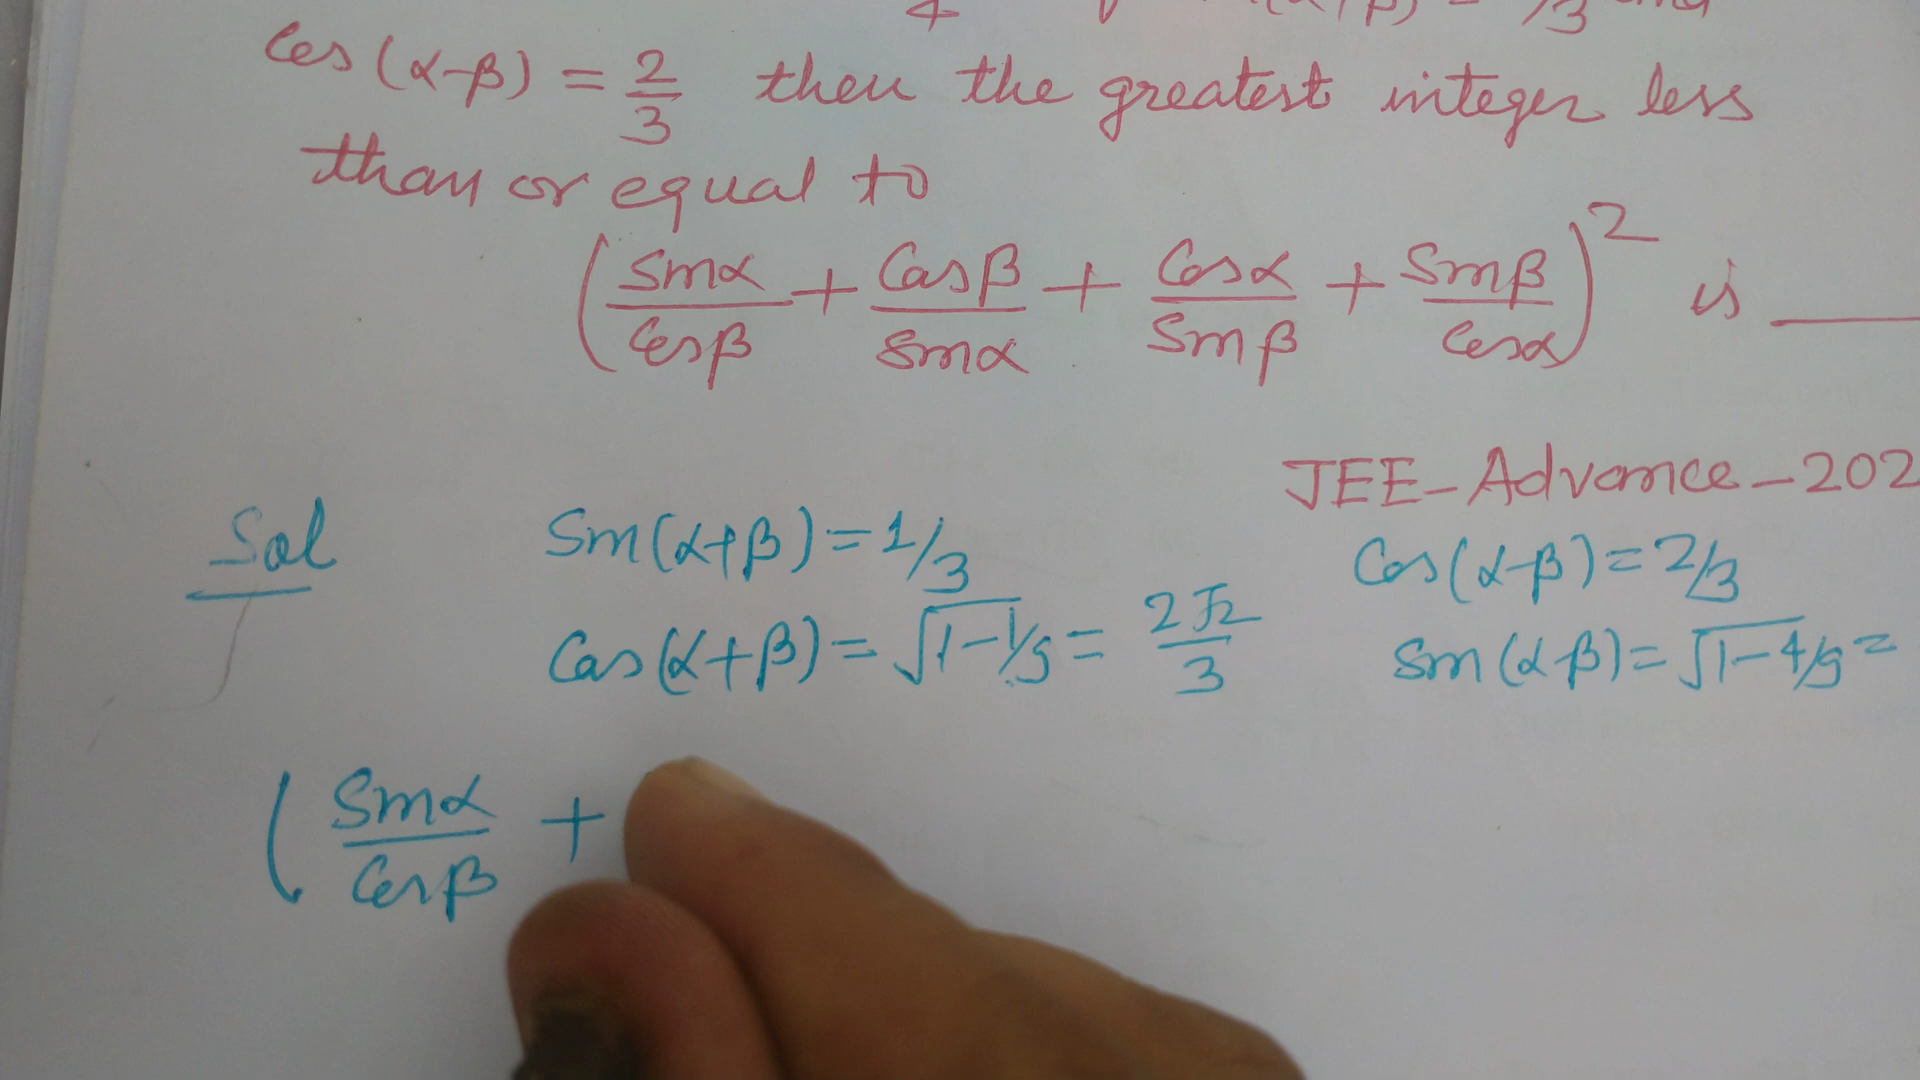 Cos(α-β) = 2/3 then the greatest integer less
than or equal to
(Sinα/Cosβ + Cosβ/Sinα + Cosα/Sinβ + Sinβ/Cosα)² is ____
JEE-Advance-202
Sol Sin(α+β) = 1/3 Cos(α-β) = 2/3
Cos(α+β) = √1-1/9 = 2√2/3 Sin(α-β) = √1-4/9 =
(Sinα/Cosβ +